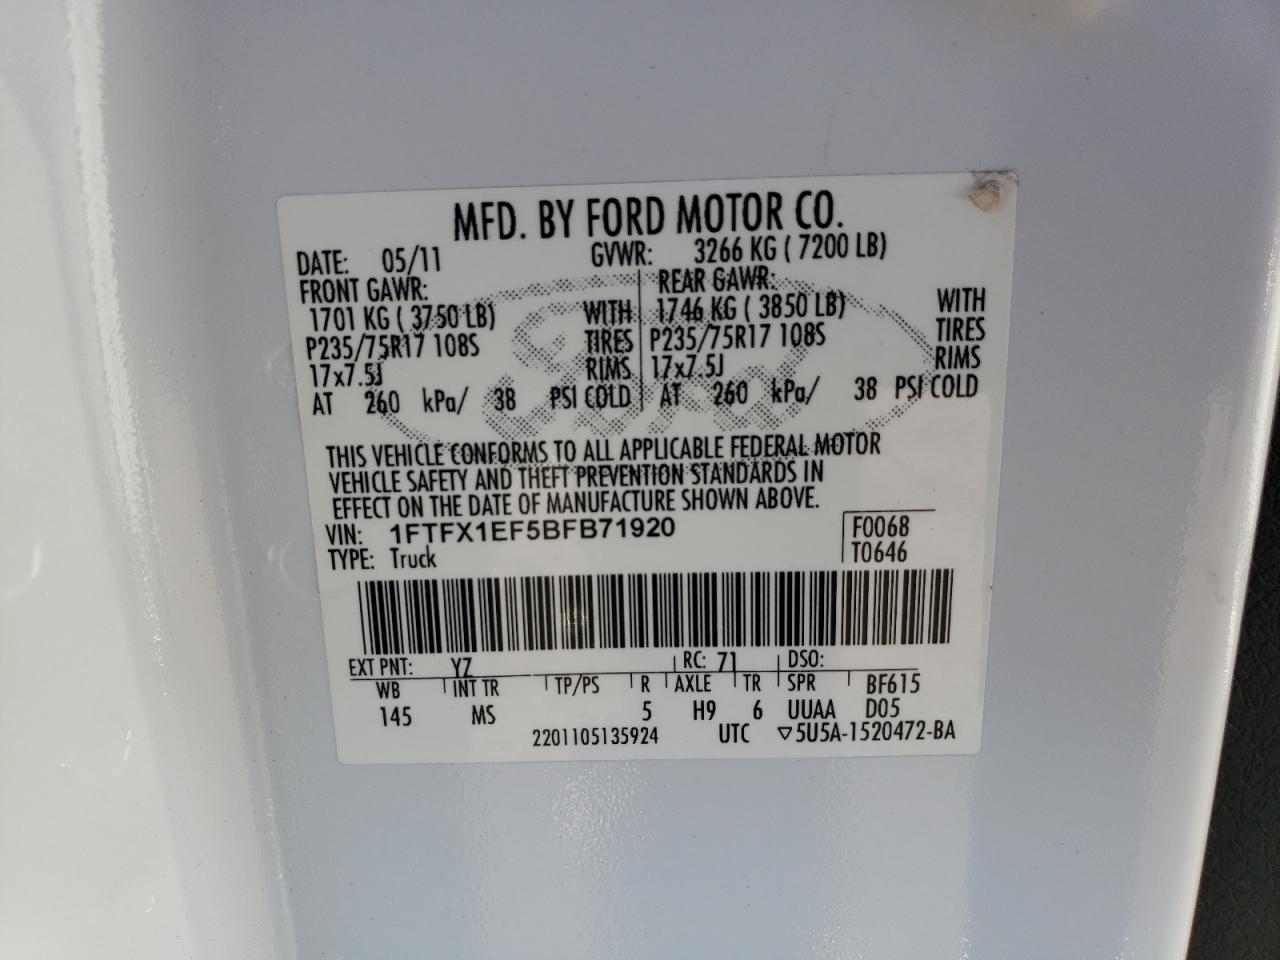 MFD. BY FORD MOTOR CO.
DATE: 05/11 GVWR: 3266 KG ( 7200 LB)
FRONT GAWR: REAR GAWR:
1701 KG ( 3750 LB) WITH 1746 KG ( 3850 LB) WITH
P235/75R17 108S TIRES P235/75R17 108S TIRES
17x7.5J RIMS 17x7.5J RIMS
AT 260 kPa/ 38 PSI COLD AT 260 kPa/ 38 PSI COLD
Ford
THIS VEHICLE CONFORMS TO ALL APPLICABLE FEDERAL MOTOR
VEHICLE SAFETY AND THEFT PREVENTION STANDARDS IN
EFFECT ON THE DATE OF MANUFACTURE SHOWN ABOVE.
VIN: 1FTFX1EF5BFB71920 F0068
TYPE: Truck T0646
EXT PNT: YZ RC: 71 DSO:
WB INT TR TP/PS R AXLE TR SPR BF615
145 MS 5 H9 6 UUAA D05
2201105135924 UTC ▽5U5A-1520472-BA